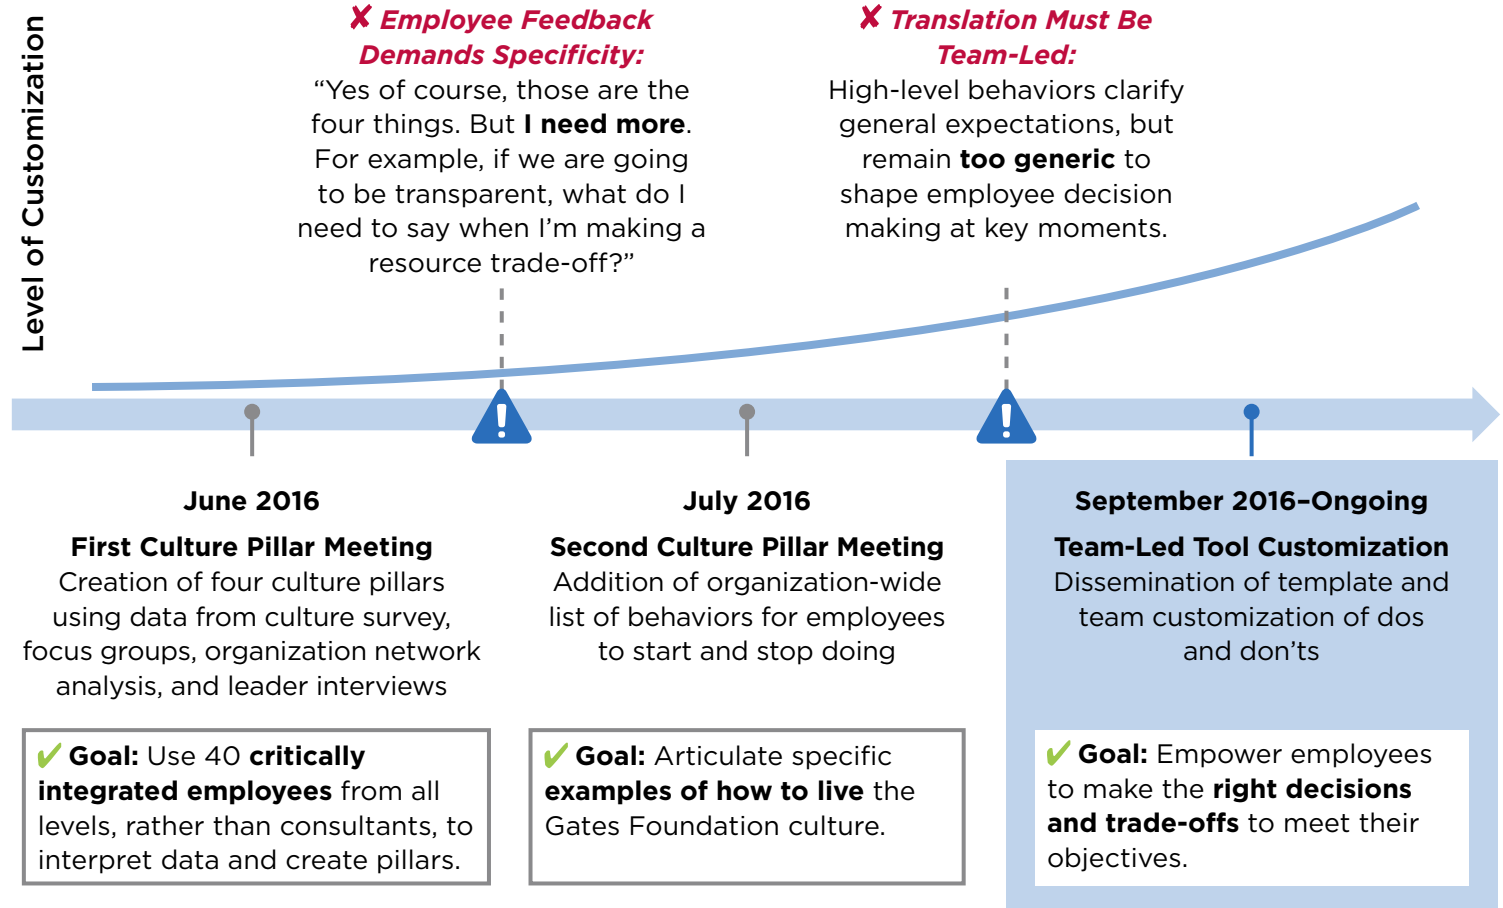 Level of Customization
✘ Employee Feedback
Demands Specificity:
“Yes of course, those are the
four things. But I need more.
For example, if we are going
to be transparent, what do I
need to say when I’m making a
resource trade-off?”
✘ Translation Must Be
Team-Led:
High-level behaviors clarify
general expectations, but
remain too generic to
shape employee decision
making at key moments.
June 2016
First Culture Pillar Meeting
Creation of four culture pillars
using data from culture survey,
focus groups, organization network
analysis, and leader interviews
✔ Goal: Use 40 critically
integrated employees from all
levels, rather than consultants, to
interpret data and create pillars.
July 2016
Second Culture Pillar Meeting
Addition of organization-wide
list of behaviors for employees
to start and stop doing
✔ Goal: Articulate specific
examples of how to live the
Gates Foundation culture.
September 2016–Ongoing
Team-Led Tool Customization
Dissemination of template and
team customization of dos
and don’ts
✔ Goal: Empower employees
to make the right decisions
and trade-offs to meet their
objectives.